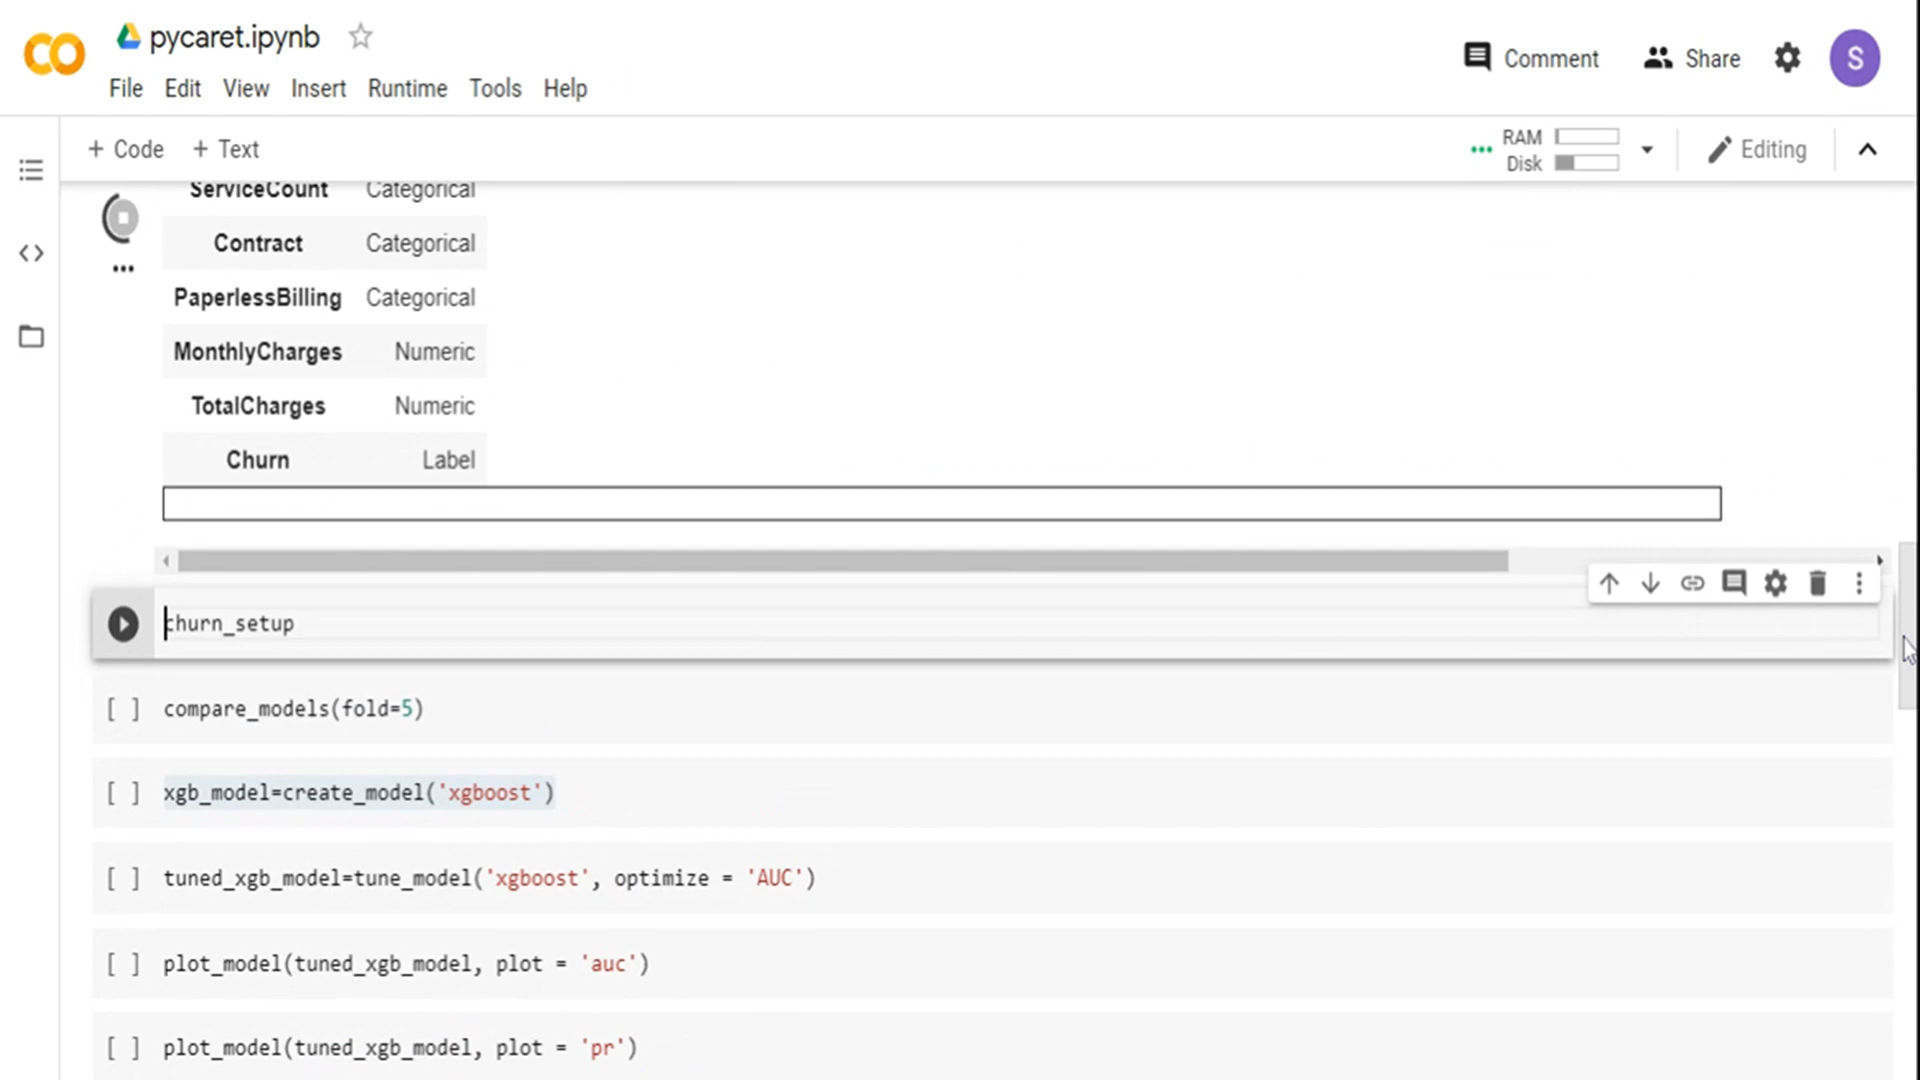 pycaret.ipynb
Comment
Share
S
File Edit View Insert Runtime Tools Help
+ Code + Text
RAM
Disk
Editing
ServiceCount Categorical
Contract Categorical
PaperlessBilling Categorical
MonthlyCharges Numeric
TotalCharges Numeric
Churn Label
churn_setup
[ ] compare_models(fold=5)
[ ] xgb_model=create_model('xgboost')
[ ] tuned_xgb_model=tune_model('xgboost', optimize = 'AUC')
[ ] plot_model(tuned_xgb_model, plot = 'auc')
[ ] plot_model(tuned_xgb_model, plot = 'pr')